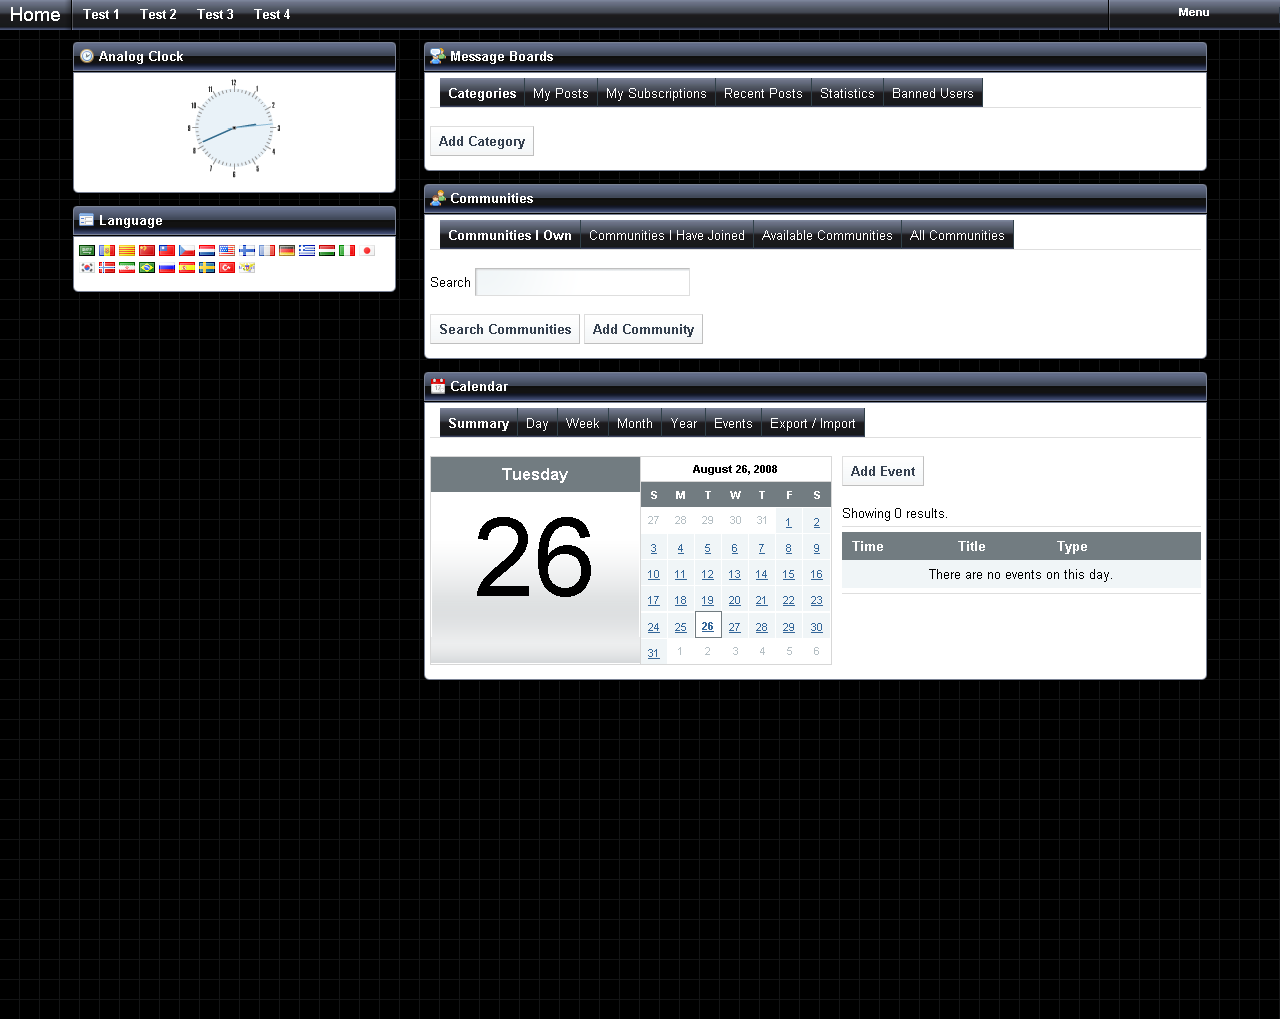 Home Test 1 Test 2 Test 3 Test 4 Menu
Analog Clock
12
1
2
3
4
5
6
7
8
9
10
11
Language
Message Boards
Categories My Posts My Subscriptions Recent Posts Statistics Banned Users
Add Category
Communities
Communities I Own Communities I Have Joined Available Communities All Communities
Search
Search Communities Add Community
Calendar
Summary Day Week Month Year Events Export / Import
Tuesday
26
August 26, 2008
S M T W T F S
27 28 29 30 31 1 2
3 4 5 6 7 8 9
10 11 12 13 14 15 16
17 18 19 20 21 22 23
24 25 26 27 28 29 30
31 1 2 3 4 5 6
Add Event
Showing 0 results.
Time Title Type
There are no events on this day.